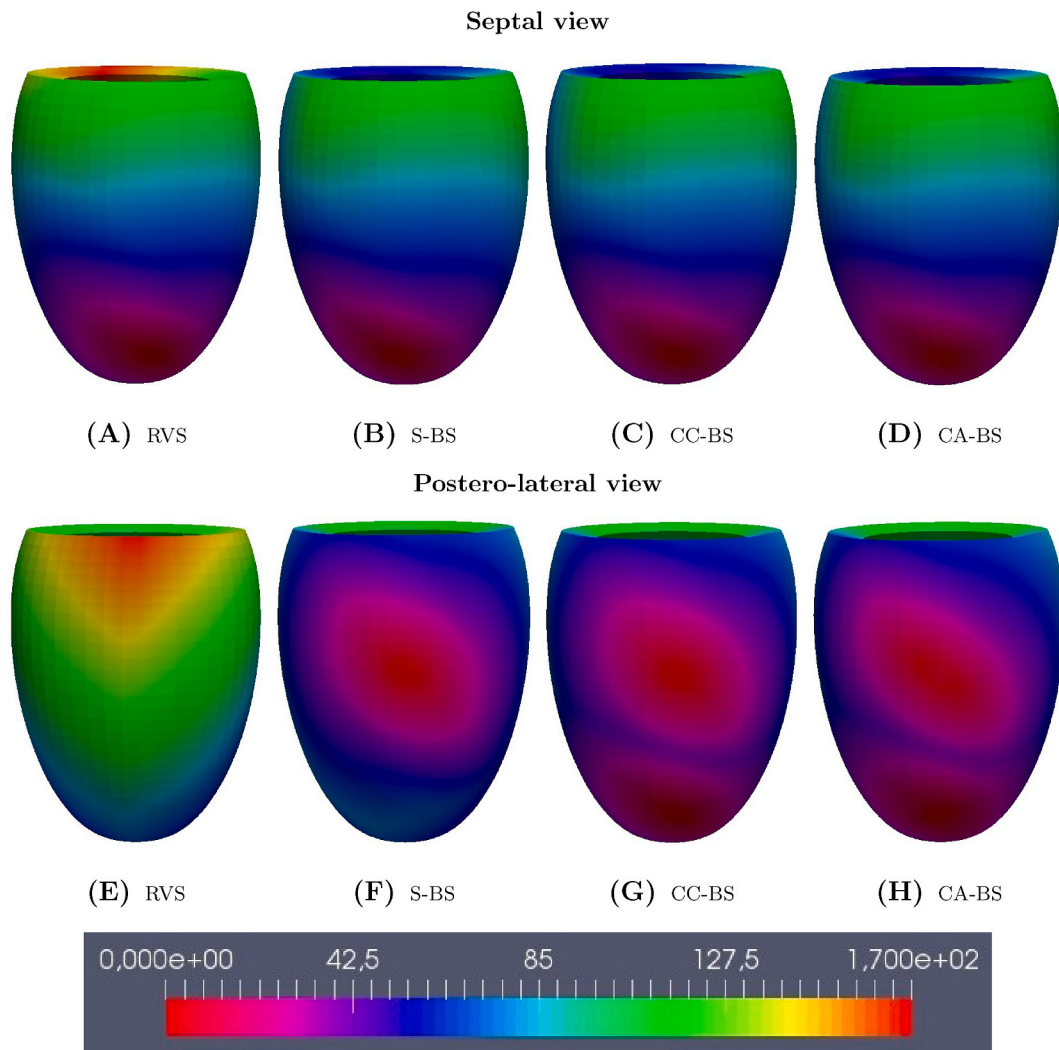 Septal view
(A) RVS (B) S-BS (C) CC-BS (D) CA-BS
Postero-lateral view
(E) RVS (F) S-BS (G) CC-BS (H) CA-BS
0,000e+00 42,5 85 127,5 1,700e+02